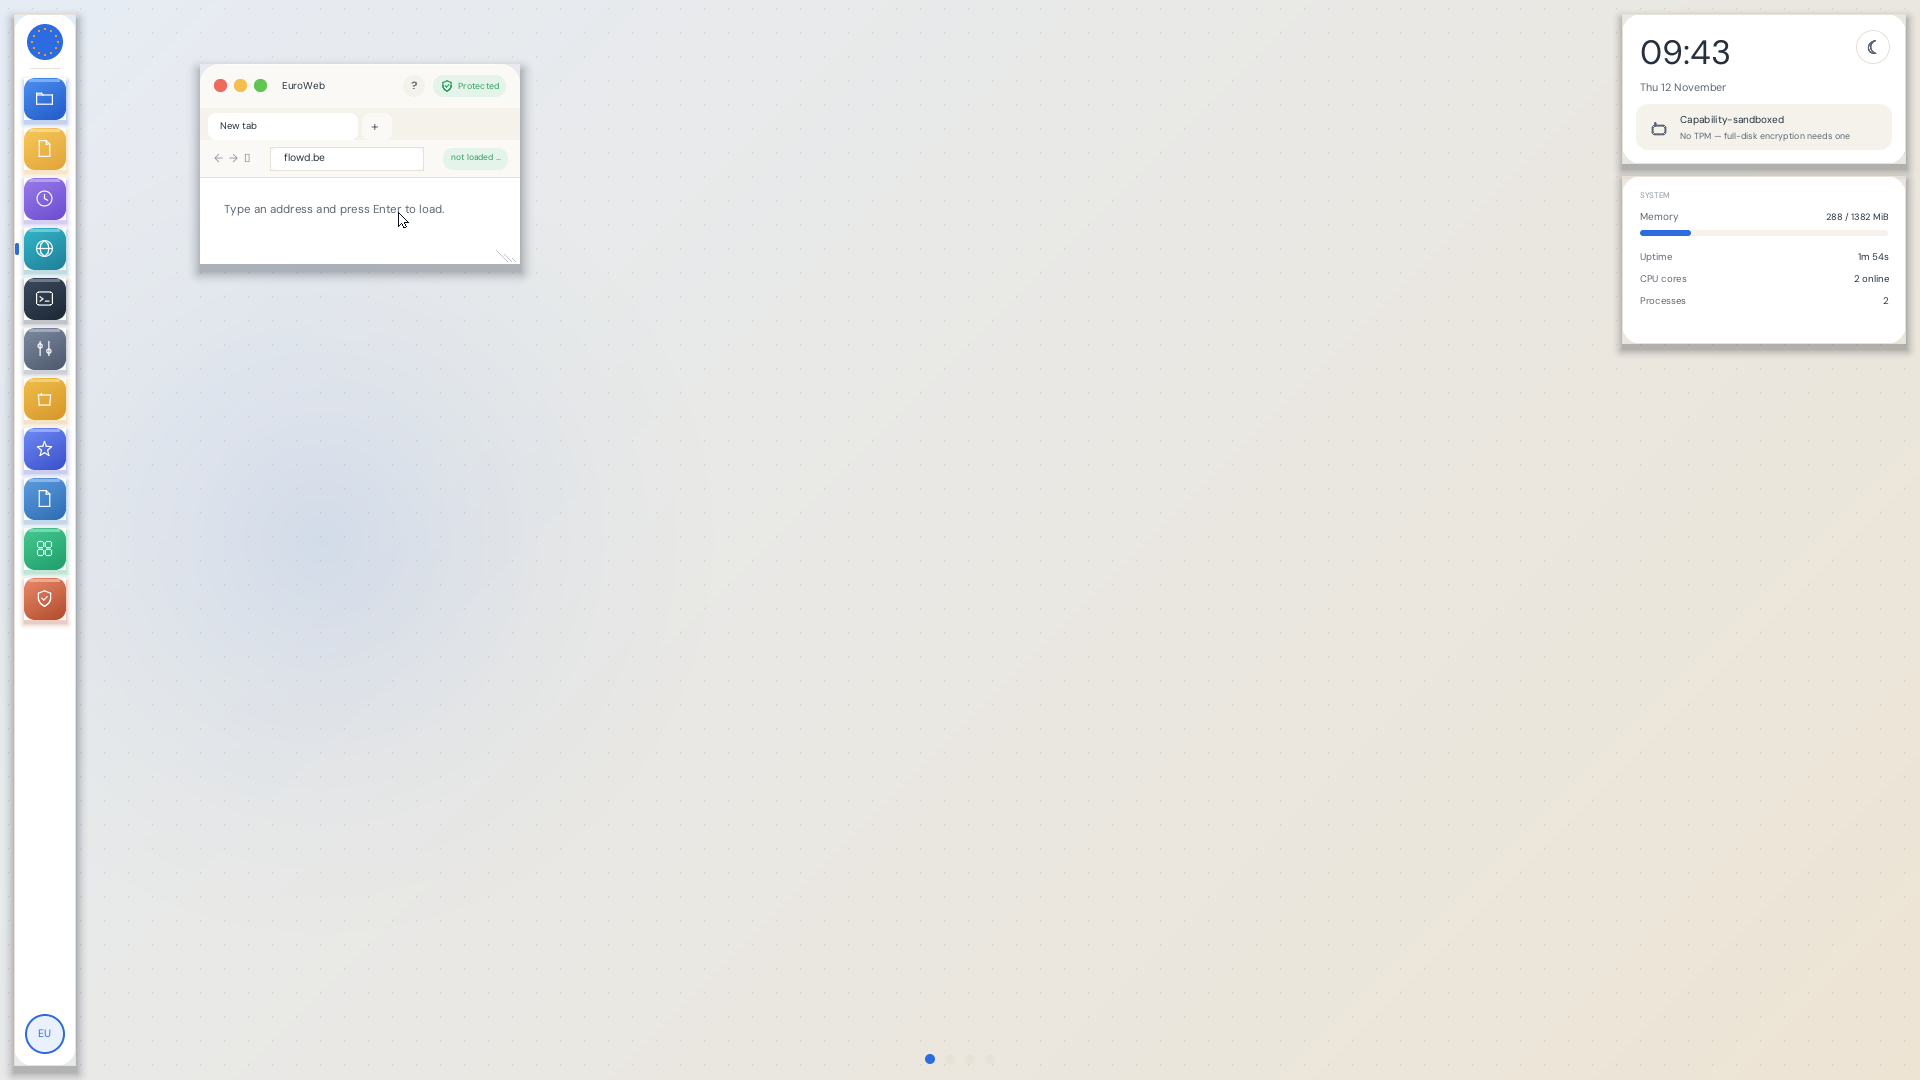 EuroWeb
?
Protected
New tab
+
flowd.be
not loaded ...
Type an address and press Enter to load.
09:43
Thu 12 November
Capability-sandboxed
No TPM — full-disk encryption needs one
SYSTEM
Memory 288 / 1382 MiB
Uptime 1m 54s
CPU cores 2 online
Processes 2
EU